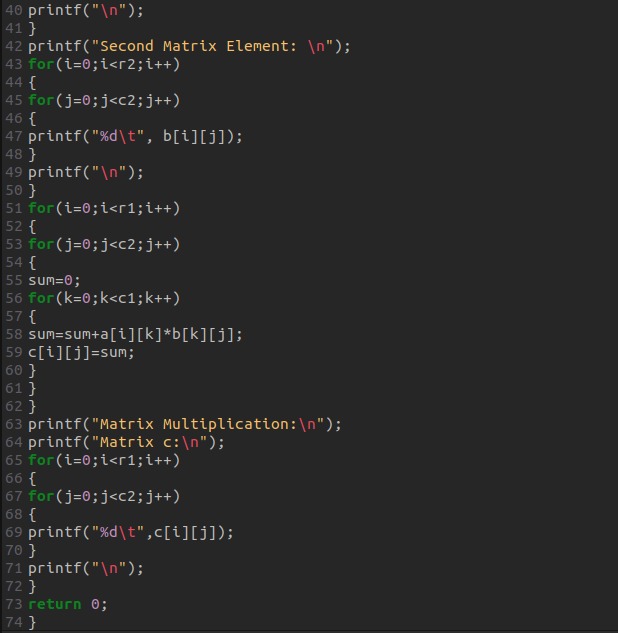 40 printf("\n");
41 }
42 printf("Second Matrix Element: \n");
43 for(i=0;i<r2;i++)
44 {
45 for(j=0;j<c2;j++)
46 {
47 printf("%d\t", b[i][j]);
48 }
49 printf("\n");
50 }
51 for(i=0;i<r1;i++)
52 {
53 for(j=0;j<c2;j++)
54 {
55 sum=0;
56 for(k=0;k<c1;k++)
57 {
58 sum=sum+a[i][k]*b[k][j];
59 c[i][j]=sum;
60 }
61 }
62 }
63 printf("Matrix Multiplication:\n");
64 printf("Matrix c:\n");
65 for(i=0;i<r1;i++)
66 {
67 for(j=0;j<c2;j++)
68 {
69 printf("%d\t",c[i][j]);
70 }
71 printf("\n");
72 }
73 return 0;
74 }